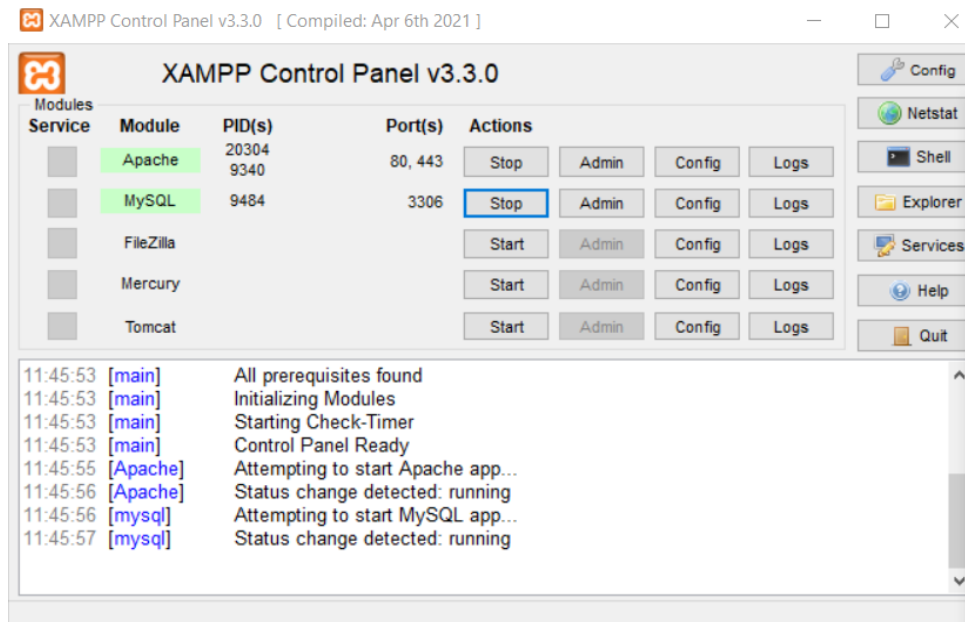 XAMPP Control Panel v3.3.0 [ Compiled: Apr 6th 2021 ]
XAMPP Control Panel v3.3.0
Config
Modules
Service Module PID(s) Port(s) Actions
Netstat
Apache 20304 9340 80, 443 Stop Admin Config Logs
Shell
MySQL 9484 3306 Stop Admin Config Logs
Explorer
FileZilla Start Admin Config Logs
Services
Mercury Start Admin Config Logs
Help
Tomcat Start Admin Config Logs
Quit
11:45:53 [main] All prerequisites found
11:45:53 [main] Initializing Modules
11:45:53 [main] Starting Check-Timer
11:45:53 [main] Control Panel Ready
11:45:55 [Apache] Attempting to start Apache app...
11:45:56 [Apache] Status change detected: running
11:45:56 [mysql] Attempting to start MySQL app...
11:45:57 [mysql] Status change detected: running